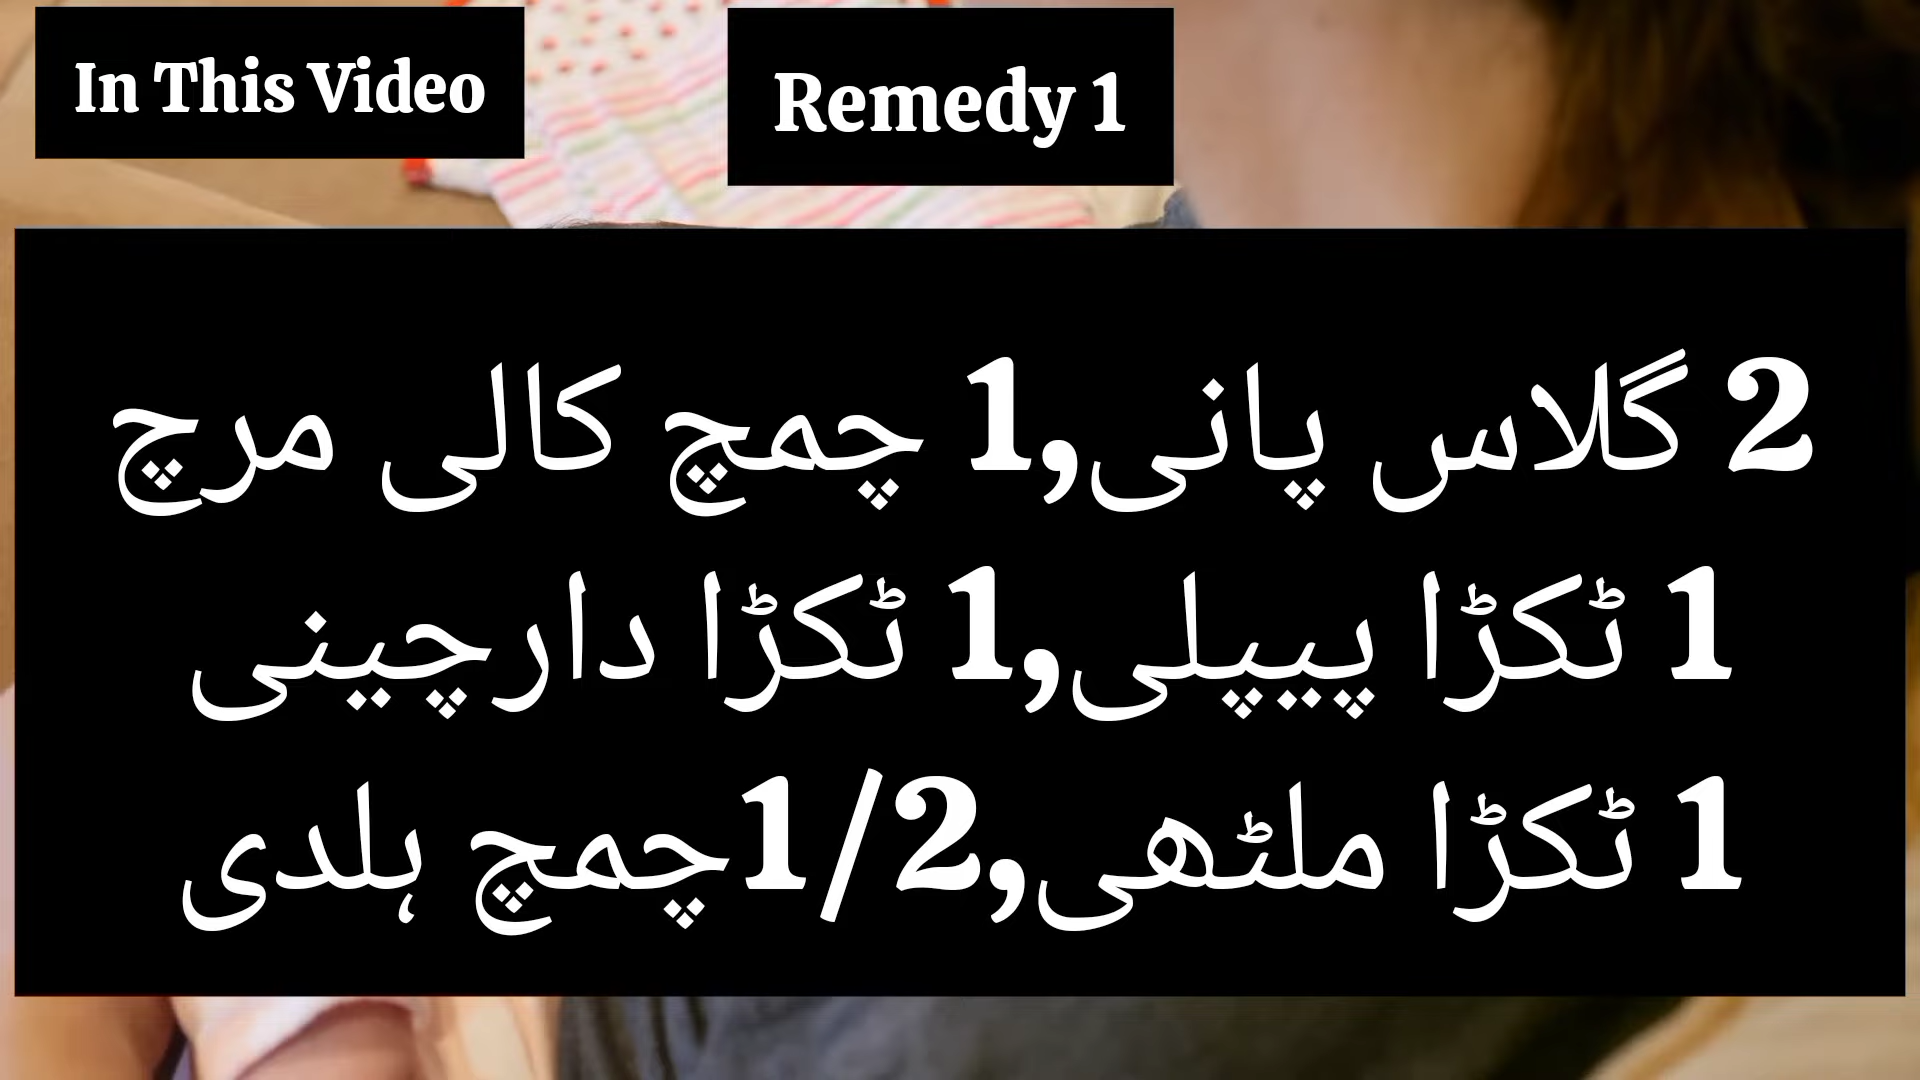 In This Video
Remedy 1
2 گلاس پانی,1 چمچ کالی مرچ
1 ٹکڑا پیپلی,1 ٹکڑا دارچینی
1 ٹکڑا ملٹھی,1/2چمچ ہلدی